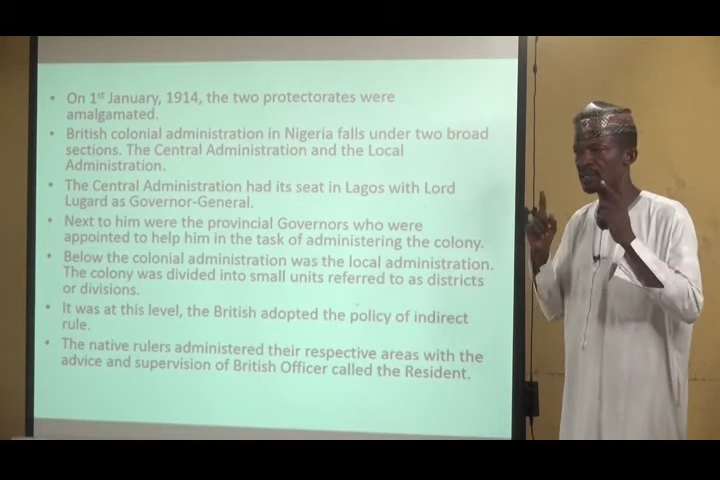 • On 1st January, 1914, the two protectorates were
amalgamated.
• British colonial administration in Nigeria falls under two broad
sections. The Central Administration and the Local
Administration.
• The Central Administration had its seat in Lagos with Lord
Lugard as Governor-General.
• Next to him were the provincial Governors who were
appointed to help him in the task of administering the colony.
• Below the colonial administration was the local administration.
The colony was divided into small units referred to as districts
or divisions.
• It was at this level, the British adopted the policy of indirect
rule.
• The native rulers administered their respective areas with the
advice and supervision of British Officer called the Resident.